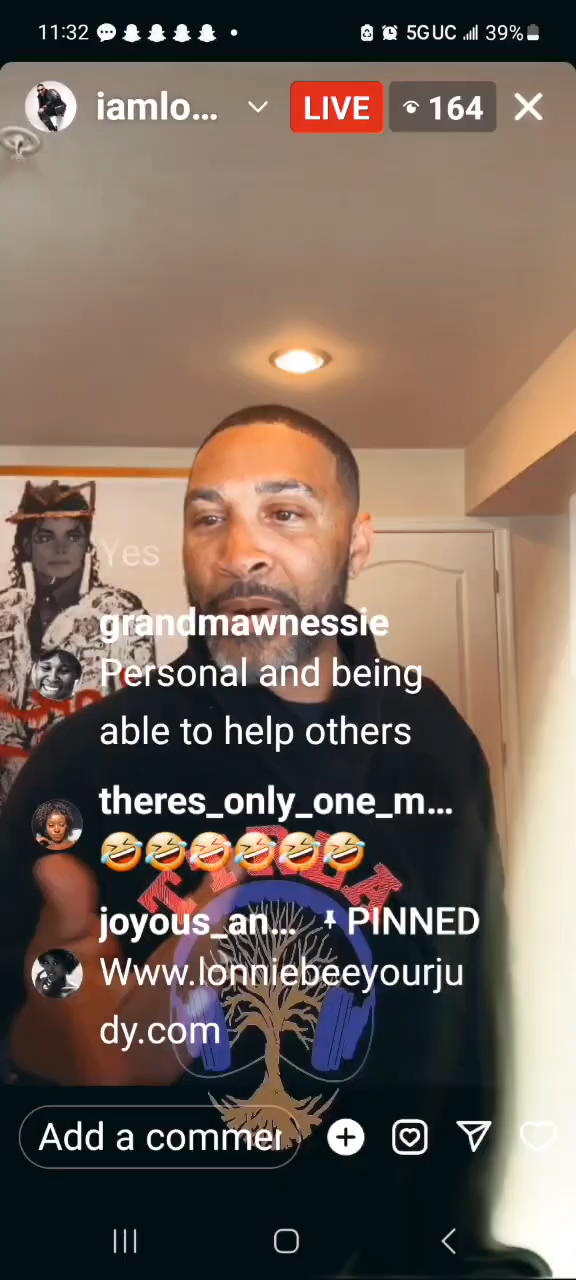 11:32 5GUC 39%
iamlo... LIVE 164
Yes
grandmawnessie
Personal and being
able to help others
theres_only_one_m...
🤣🤣🤣🤣🤣🤣
joyous_an... PINNED
Www.lonniebeeyourju
dy.com
Add a commen